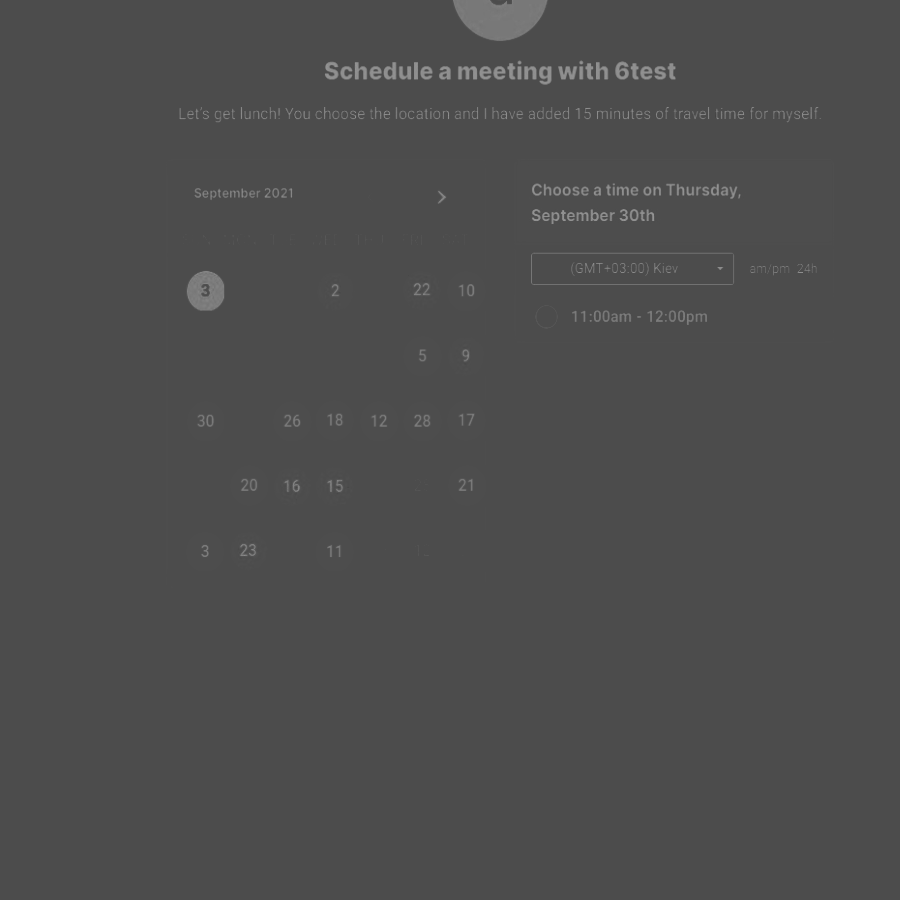 Schedule a meeting with 6test
Let's get lunch! You choose the location and I have added 15 minutes of travel time for myself.
September 2021
3 2 22 10
5 9
30 26 18 12 28 17
20 16 15 21
3 23 11
Choose a time on Thursday,
September 30th
(GMT+03:00) Kiev am/pm 24h
11:00am - 12:00pm